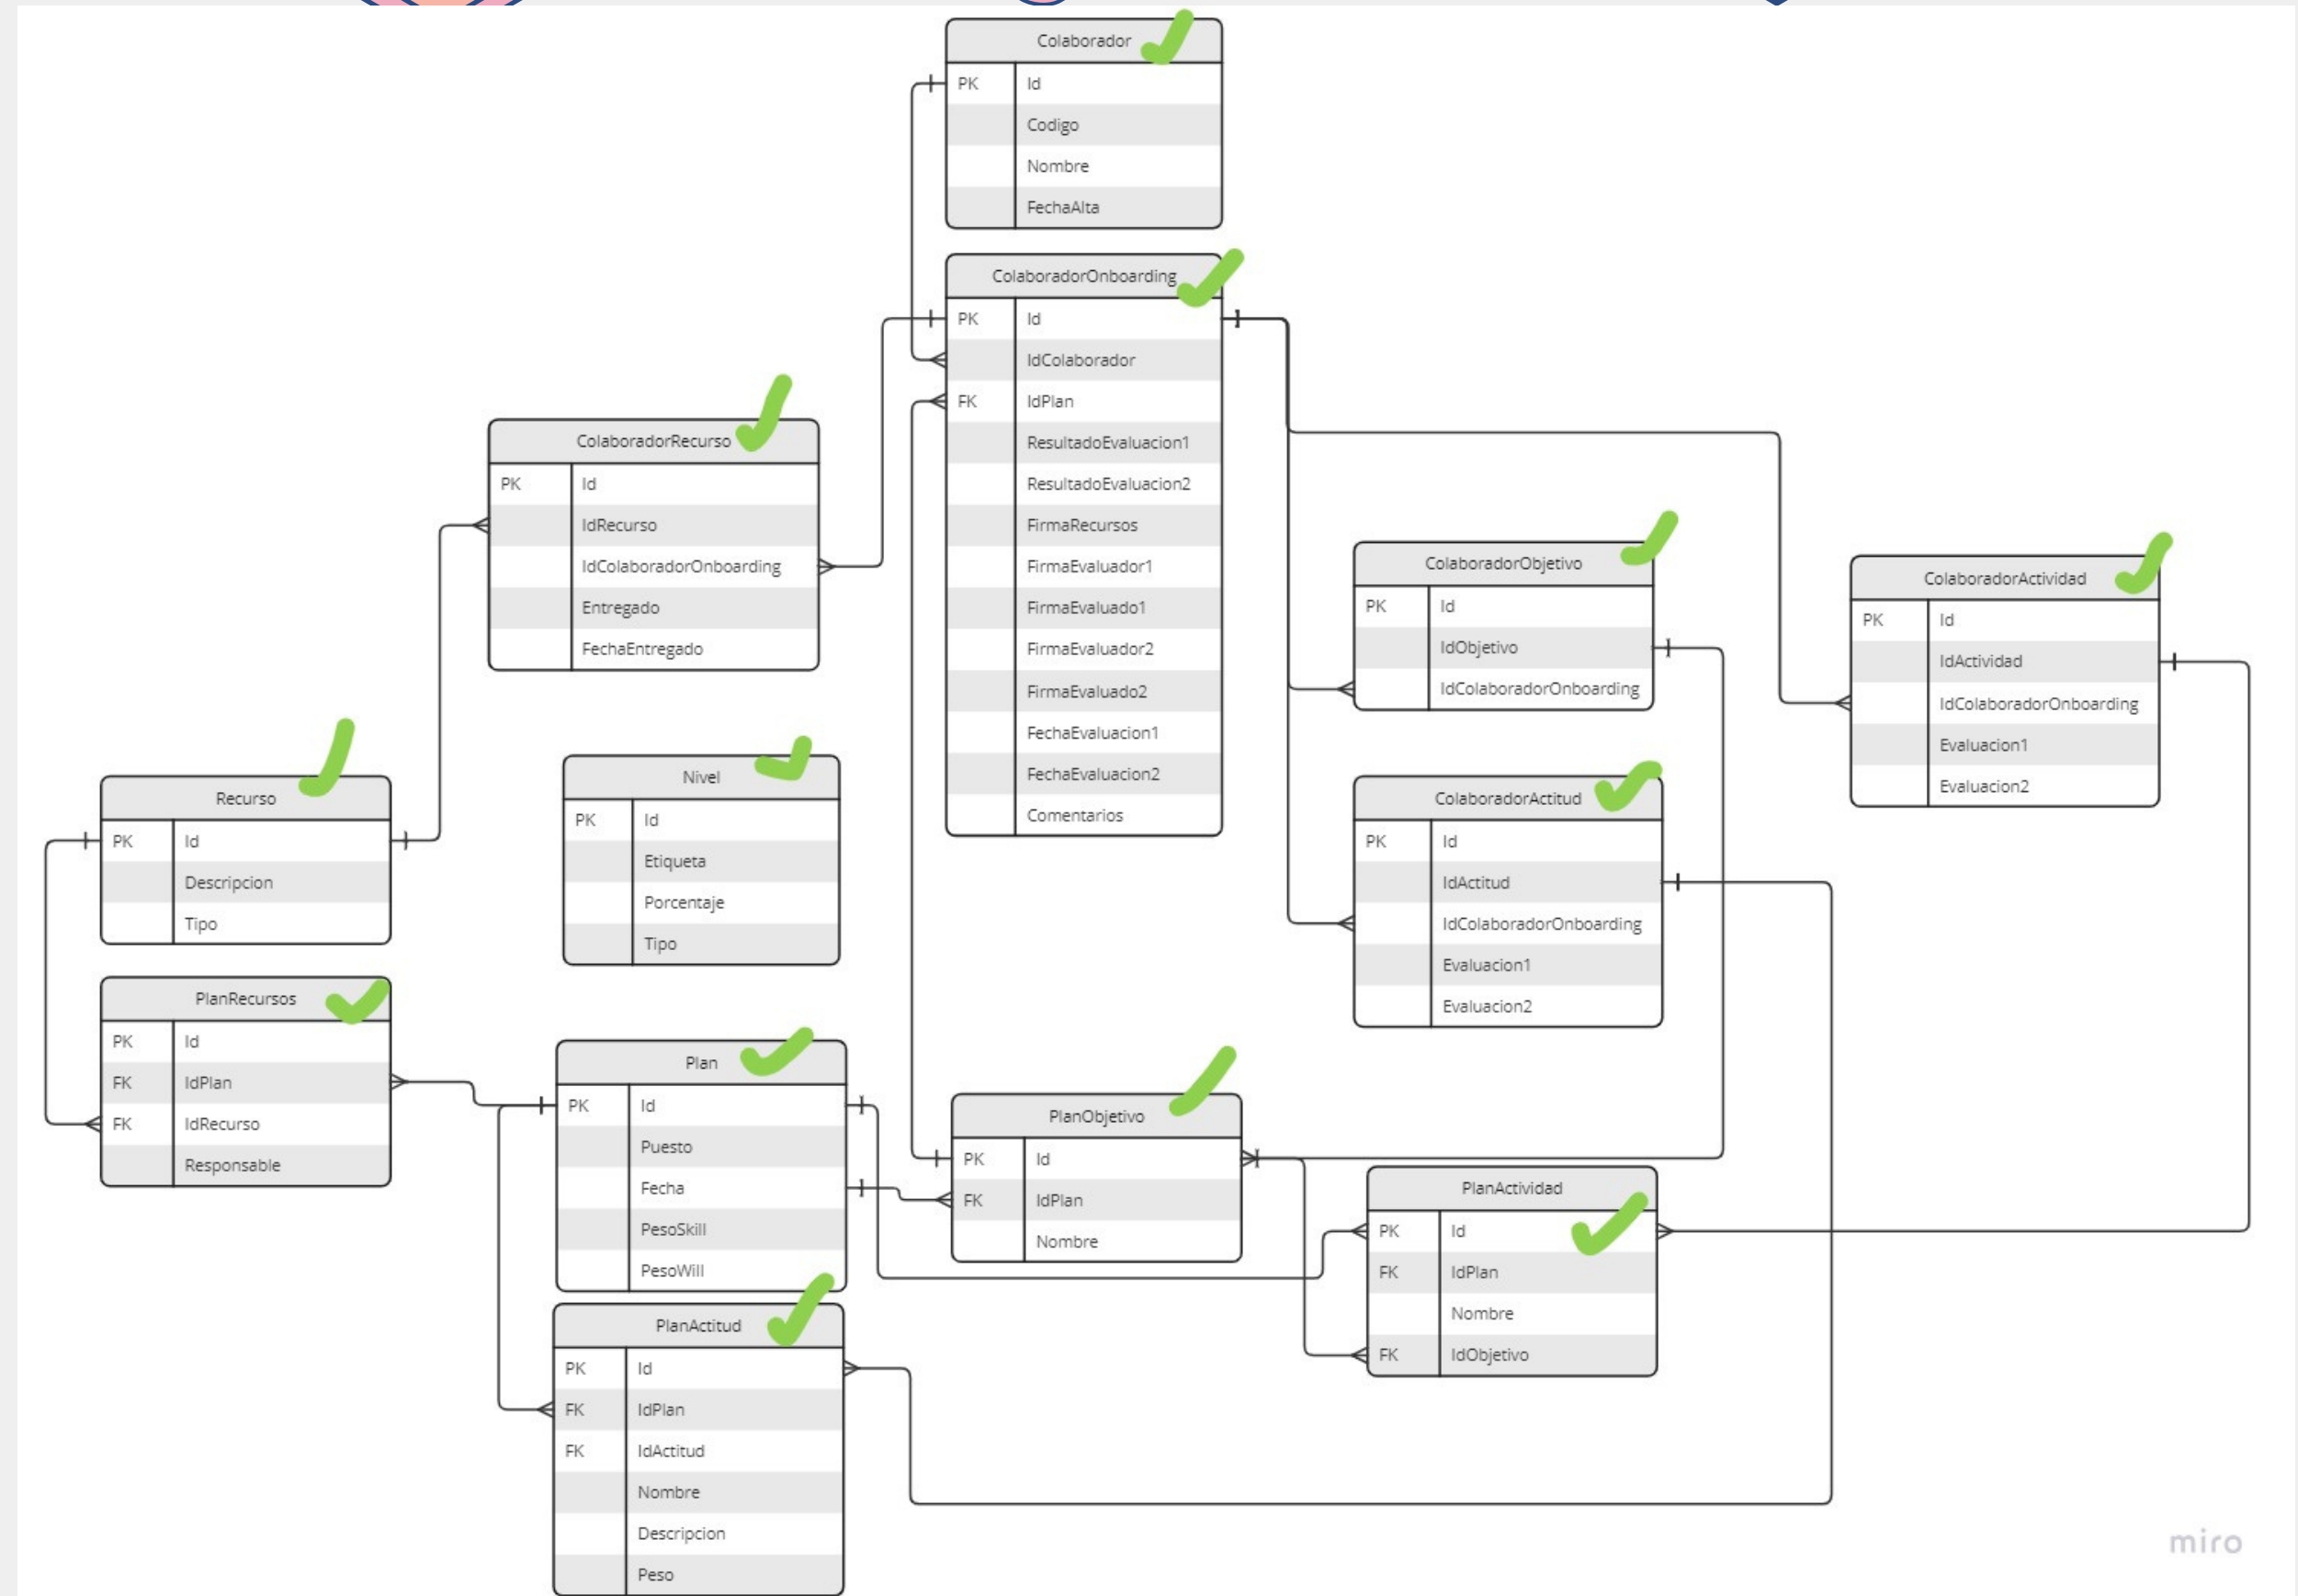 Colaborador
PK Id
Codigo
Nombre
FechaAlta
ColaboradorOnboarding
PK Id
IdColaborador
FK IdPlan
ResultadoEvaluacion1
ResultadoEvaluacion2
FirmaRecursos
FirmaEvaluador1
FirmaEvaluado1
FirmaEvaluador2
FirmaEvaluado2
FechaEvaluacion1
FechaEvaluacion2
Comentarios
ColaboradorRecurso
PK Id
IdRecurso
IdColaboradorOnboarding
Entregado
FechaEntregado
ColaboradorObjetivo
PK Id
IdObjetivo
IdColaboradorOnboarding
ColaboradorActividad
PK Id
IdActividad
IdColaboradorOnboarding
Evaluacion1
Evaluacion2
Recurso
PK Id
Descripcion
Tipo
Nivel
PK Id
Etiqueta
Porcentaje
Tipo
ColaboradorActitud
PK Id
IdActitud
IdColaboradorOnboarding
Evaluacion1
Evaluacion2
PlanRecursos
PK Id
FK IdPlan
FK IdRecurso
Responsable
Plan
PK Id
Puesto
Fecha
PesoSkill
PesoWill
PlanObjetivo
PK Id
FK IdPlan
Nombre
PlanActividad
PK Id
FK IdPlan
Nombre
FK IdObjetivo
PlanActitud
PK Id
FK IdPlan
FK IdActitud
Nombre
Descripcion
Peso
miro